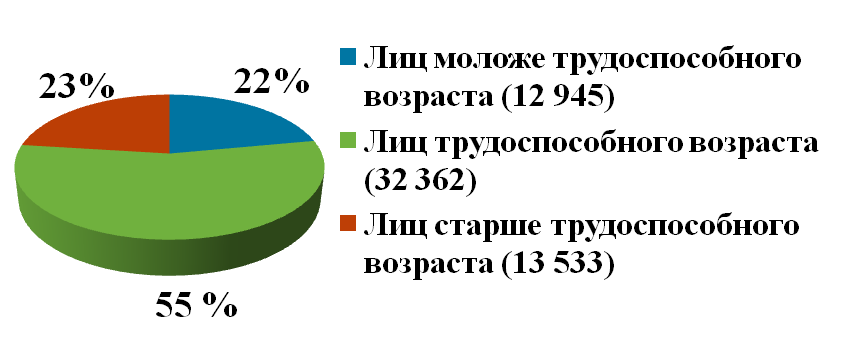 23%
22%
55 %
Лиц моложе трудоспособного
возраста (12 945)
Лиц трудоспособного возраста
(32 362)
Лиц старше трудоспособного
возраста (13 533)